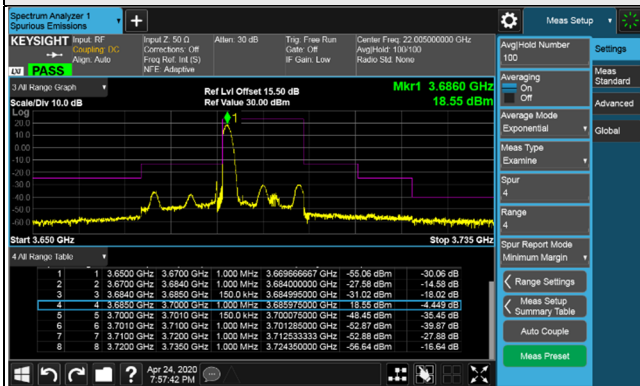 Spectrum Analyzer 1
Spurious Emissions
Meas Setup
KEYSIGHT
Input: RF
Coupling: DC
Align: Auto
Input Z: 50 Ω
Corrections: Off
Freq Ref: Int (S)
NFE: Adaptive
Atten: 30 dB
Trig: Free Run
Gate: Off
IF Gain: Low
Center Freq: 22.005000000 GHz
Avg|Hold: 100/100
Radio Std: None
LXI
PASS
3 All Range Graph
Scale/Div 10.0 dB
Ref Lvl Offset 15.50 dB
Ref Value 30.00 dBm
Mkr1 3.6860 GHz
18.55 dBm
Log
20.0
10.0
0.00
-10.0
-20.0
-30.0
-40.0
-50.0
-60.0
1
Start 3.650 GHz
Stop 3.735 GHz
4 All Range Table
1 1 3.6500 GHz 3.6700 GHz 1.000 MHz 3.669666667 GHz -55.06 dBm -30.06 dB
2 2 3.6700 GHz 3.6840 GHz 1.000 MHz 3.684000000 GHz -27.58 dBm -14.58 dB
3 3 3.6840 GHz 3.6850 GHz 150.0 kHz 3.684995000 GHz -31.02 dBm -18.02 dB
4 4 3.6850 GHz 3.7000 GHz 1.000 MHz 3.685975000 GHz 18.55 dBm -4.449 dB
5 5 3.7000 GHz 3.7010 GHz 150.0 kHz 3.700075000 GHz -48.45 dBm -35.45 dB
6 6 3.7010 GHz 3.7100 GHz 1.000 MHz 3.701285000 GHz -52.87 dBm -39.87 dB
7 7 3.7100 GHz 3.7200 GHz 1.000 MHz 3.712533333 GHz -52.88 dBm -27.88 dB
8 8 3.7200 GHz 3.7350 GHz 1.000 MHz 3.724350000 GHz -56.64 dBm -16.64 dB
Apr 24, 2020
7:57:42 PM
Avg|Hold Number
100
Averaging
On
Off
Average Mode
Exponential
Meas Type
Examine
Spur
4
Range
4
Spur Report Mode
Minimum Margin
Range Settings
Meas Setup
Summary Table
Auto Couple
Meas Preset
Settings
Meas
Standard
Advanced
Global